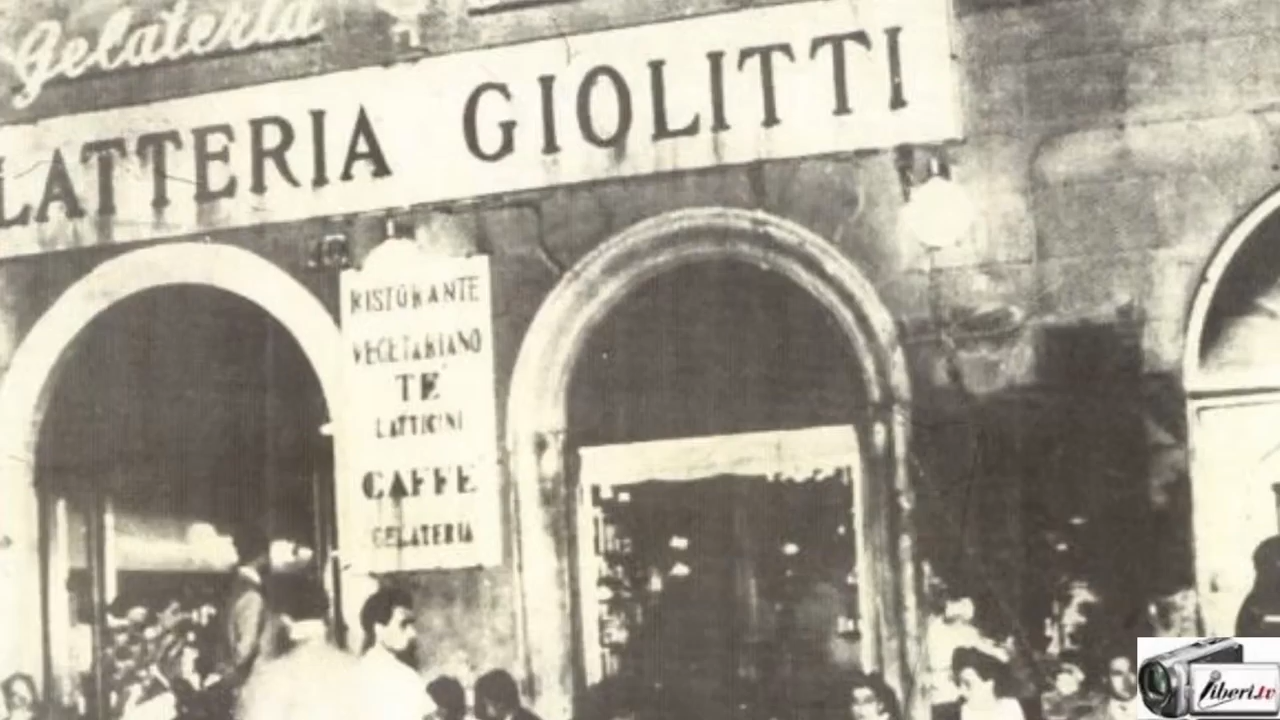 Gelateria
LATTERIA GIOLITTI
RISTORANTE
VEGETARIANO
TE
LATTICINI
CAFFE
GELATERIA
liberi.tv